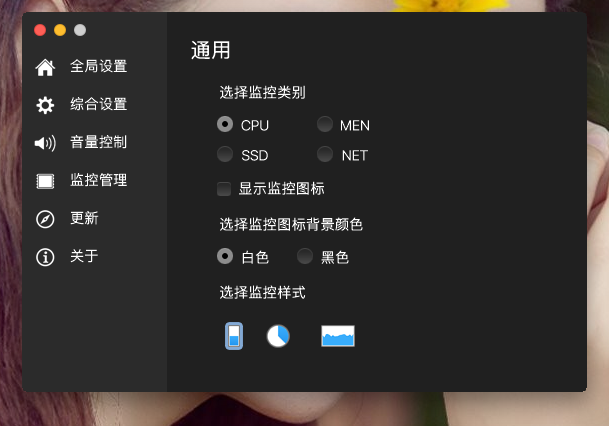 全局设置
综合设置
音量控制
监控管理
更新
关于
通用
选择监控类别
CPU MEN
SSD NET
显示监控图标
选择监控图标背景颜色
白色 黑色
选择监控样式